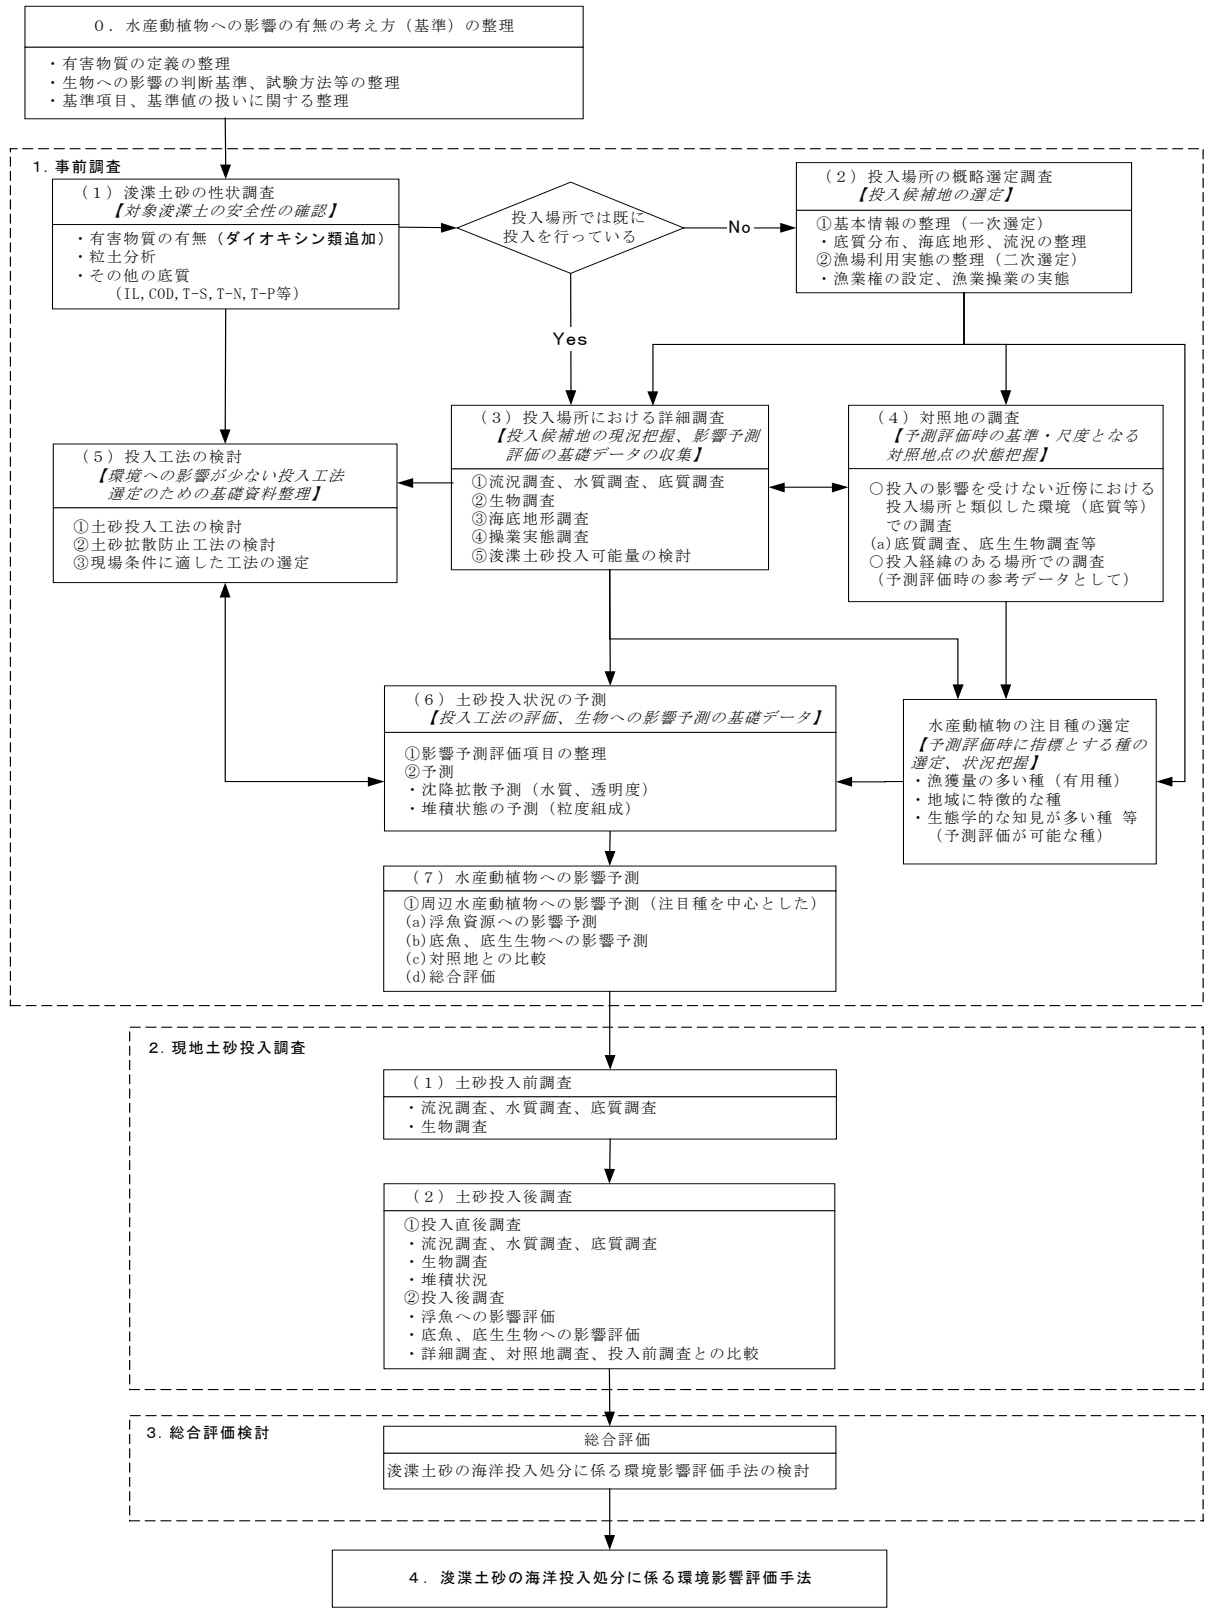 ０．水産動植物への影響の有無の考え方（基準）の整理
・有害物質の定義の整理
・生物への影響の判断基準、試験方法等の整理
・基準項目、基準値の扱いに関する整理
1. 事前調査
（１）浚渫土砂の性状調査
【対象浚渫土の安全性の確認】
・有害物質の有無（ダイオキシン類追加）
・粒土分析
・その他の底質
（IL,COD,T-S,T-N,T-P等）
投入場所では既に
投入を行っている
No
Yes
（２）投入場所の概略選定調査
【投入候補地の選定】
①基本情報の整理（一次選定）
・底質分布、海底地形、流況の整理
②漁場利用実態の整理（二次選定）
・漁業権の設定、漁業操業の実態
（３）投入場所における詳細調査
【投入候補地の現況把握、影響予測
評価の基礎データの収集】
①流況調査、水質調査、底質調査
②生物調査
③海底地形調査
④操業実態調査
⑤浚渫土砂投入可能量の検討
（４）対照地の調査
【予測評価時の基準・尺度となる
対照地点の状態把握】
○投入の影響を受けない近傍における
投入場所と類似した環境（底質等）
での調査
(a)底質調査、底生生物調査等
○投入経緯のある場所での調査
（予測評価時の参考データとして）
（５）投入工法の検討
【環境への影響が少ない投入工法
選定のための基礎資料整理】
①土砂投入工法の検討
②土砂拡散防止工法の検討
③現場条件に適した工法の選定
（６）土砂投入状況の予測
【投入工法の評価、生物への影響予測の基礎データ】
①影響予測評価項目の整理
②予測
・沈降拡散予測（水質、透明度）
・堆積状態の予測（粒度組成）
水産動植物の注目種の選定
【予測評価時に指標とする種の
選定、状況把握】
・漁獲量の多い種（有用種）
・地域に特徴的な種
・生態学的な知見が多い種 等
（予測評価が可能な種）
（７）水産動植物への影響予測
①周辺水産動植物への影響予測（注目種を中心とした）
(a)浮魚資源への影響予測
(b)底魚、底生生物への影響予測
(c)対照地との比較
(d)総合評価
2. 現地土砂投入調査
（１）土砂投入前調査
・流況調査、水質調査、底質調査
・生物調査
（２）土砂投入後調査
①投入直後調査
・流況調査、水質調査、底質調査
・生物調査
・堆積状況
②投入後調査
・浮魚への影響評価
・底魚、底生生物への影響評価
・詳細調査、対照地調査、投入前調査との比較
3. 総合評価検討
総合評価
浚渫土砂の海洋投入処分に係る環境影響評価手法の検討
４．浚渫土砂の海洋投入処分に係る環境影響評価手法